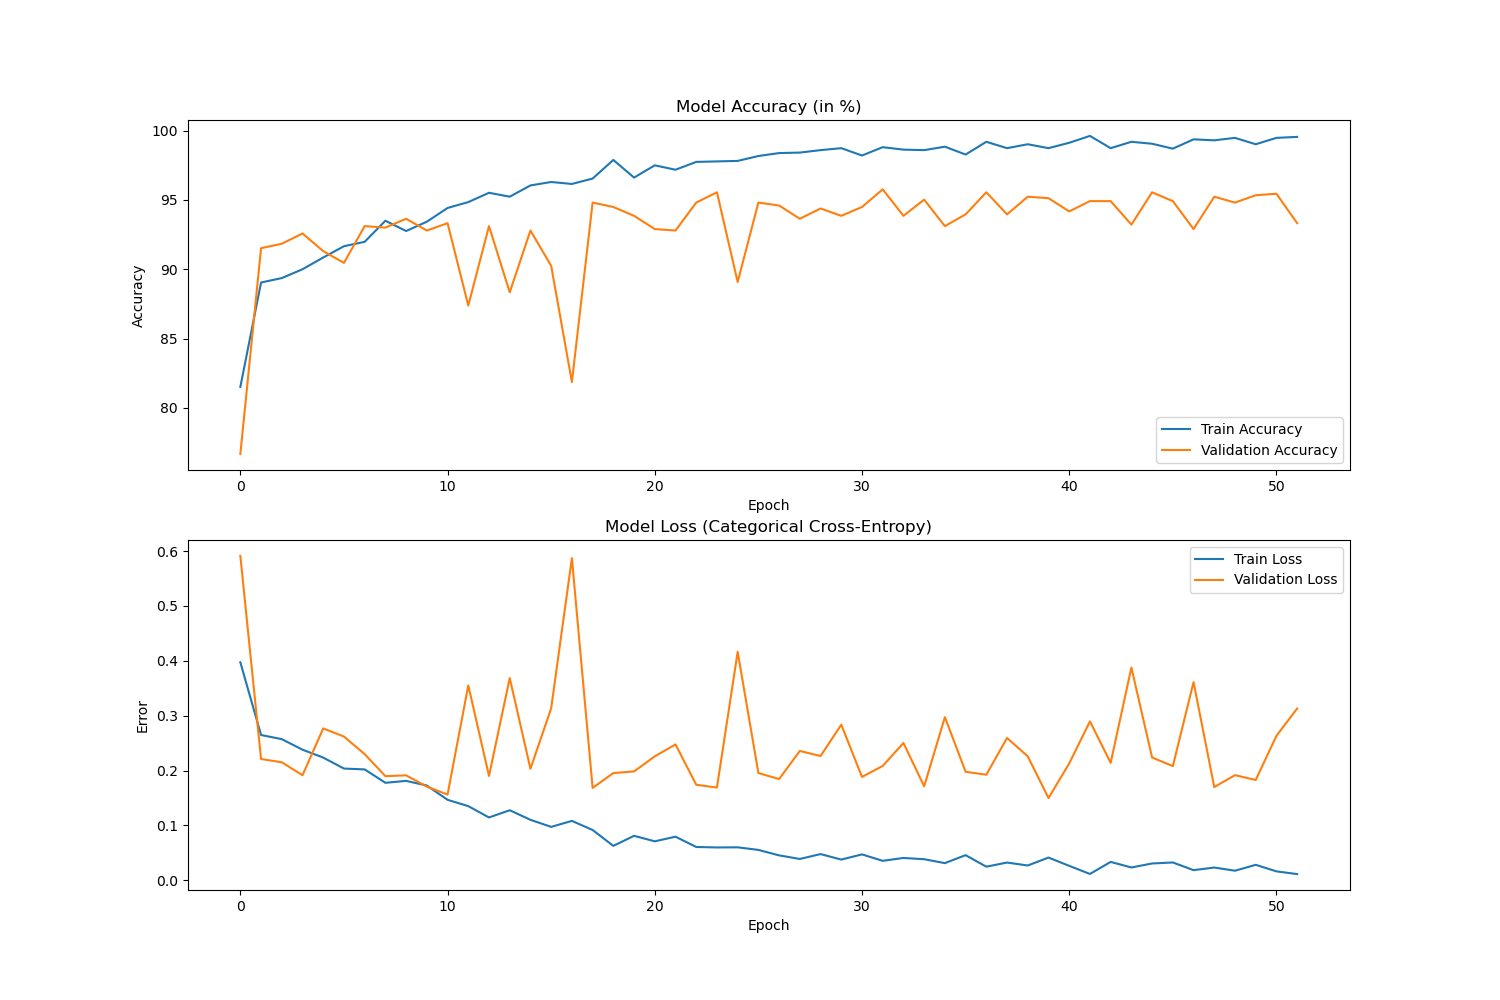 Model Accuracy (in %)
100
95
90
85
80
Accuracy
Train Accuracy
Validation Accuracy
0 10 20 30 40 50
Epoch
Model Loss (Categorical Cross-Entropy)
0.6
0.5
0.4
0.3
0.2
0.1
0.0
Error
Train Loss
Validation Loss
0 10 20 30 40 50
Epoch